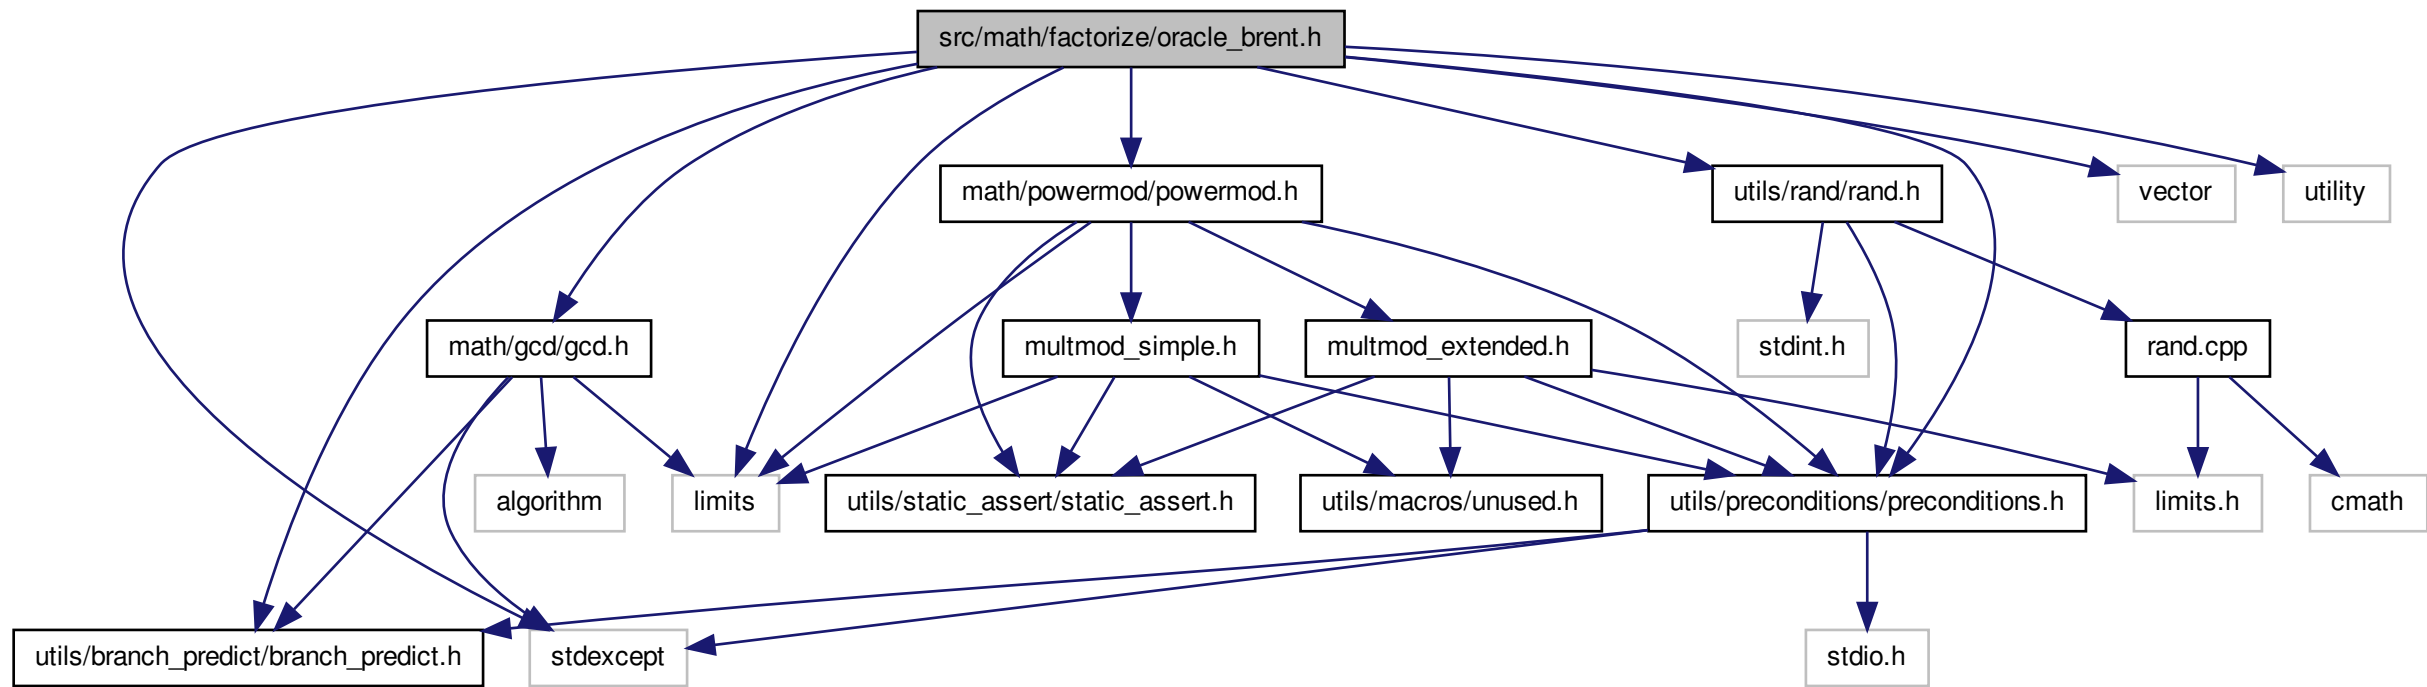 src/math/factorize/oracle_brent.h
math/powermod/powermod.h
utils/rand/rand.h
vector
utility
math/gcd/gcd.h
multmod_simple.h
multmod_extended.h
stdint.h
rand.cpp
algorithm
limits
utils/static_assert/static_assert.h
utils/macros/unused.h
utils/preconditions/preconditions.h
limits.h
cmath
utils/branch_predict/branch_predict.h
stdexcept
stdio.h